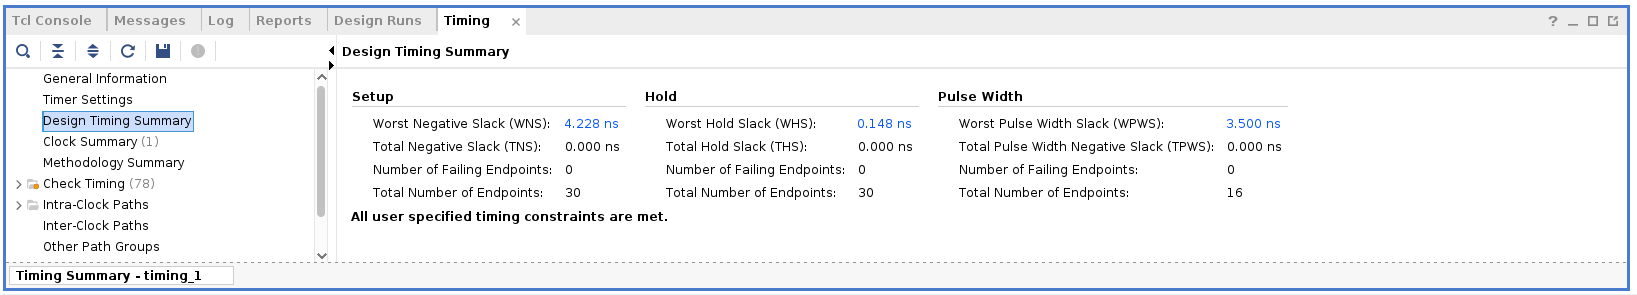 Tcl Console Messages Log Reports Design Runs Timing ×
? _
Design Timing Summary
General Information
Timer Settings
Design Timing Summary
Clock Summary (1)
Methodology Summary
Check Timing (78)
Intra-Clock Paths
Inter-Clock Paths
Other Path Groups
Setup
Worst Negative Slack (WNS): 4.228 ns
Total Negative Slack (TNS): 0.000 ns
Number of Failing Endpoints: 0
Total Number of Endpoints: 30
Hold
Worst Hold Slack (WHS): 0.148 ns
Total Hold Slack (THS): 0.000 ns
Number of Failing Endpoints: 0
Total Number of Endpoints: 30
Pulse Width
Worst Pulse Width Slack (WPWS): 3.500 ns
Total Pulse Width Negative Slack (TPWS): 0.000 ns
Number of Failing Endpoints: 0
Total Number of Endpoints: 16
All user specified timing constraints are met.
Timing Summary - timing_1